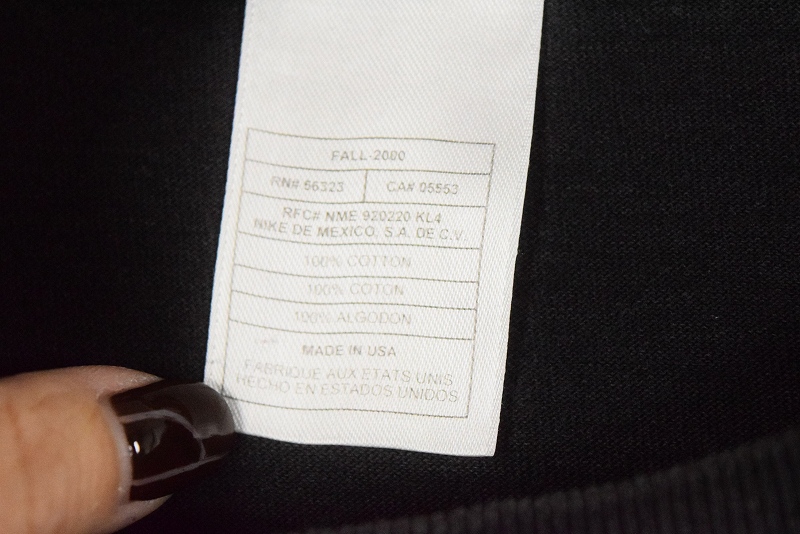 FALL-2000
RN# 56323 CA# 05553
RFC# NME 920220 KL4
NIKE DE MEXICO, S.A. DE C.V.
100% COTTON
100% COTON
100% ALGODON
MADE IN USA
FABRIQUE AUX ETATS UNIS
HECHO EN ESTADOS UNIDOS